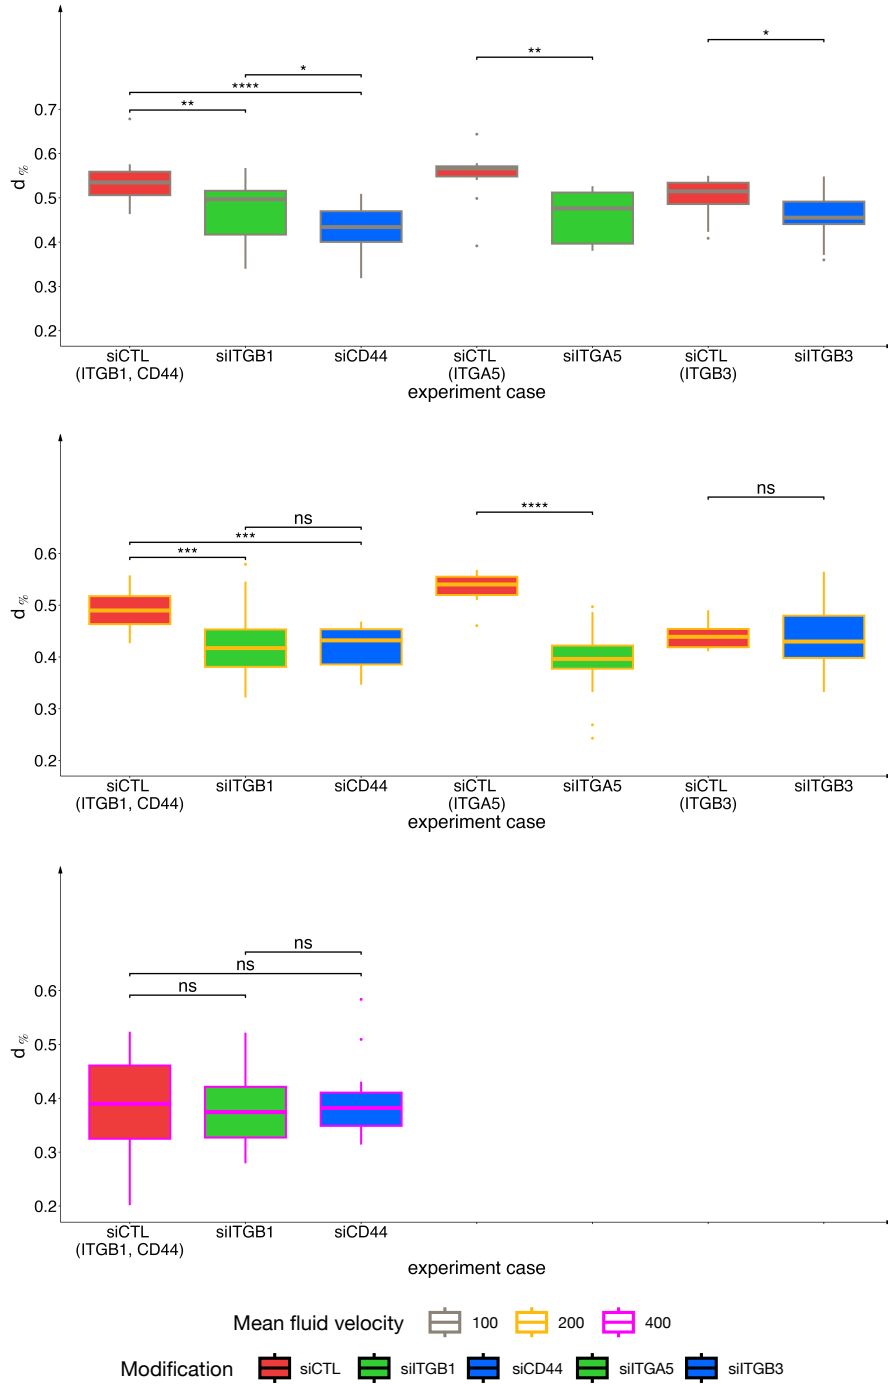 *
**
*
****
**
0.7
0.6
0.5
0.4
0.3
0.2
d %
siCTL siITGB1 siCD44 siCTL siITGA5 siCTL siITGB3
(ITGB1, CD44) (ITGA5) (ITGB3)
experiment case
ns
****
ns
***
***
0.6
0.5
0.4
0.3
0.2
d %
siCTL siITGB1 siCD44 siCTL siITGA5 siCTL siITGB3
(ITGB1, CD44) (ITGA5) (ITGB3)
experiment case
ns
ns
ns
0.6
0.5
0.4
0.3
0.2
d %
siCTL siITGB1 siCD44
(ITGB1, CD44)
experiment case
Mean fluid velocity 100 200 400
Modification siCTL siITGB1 siCD44 siITGA5 siITGB3